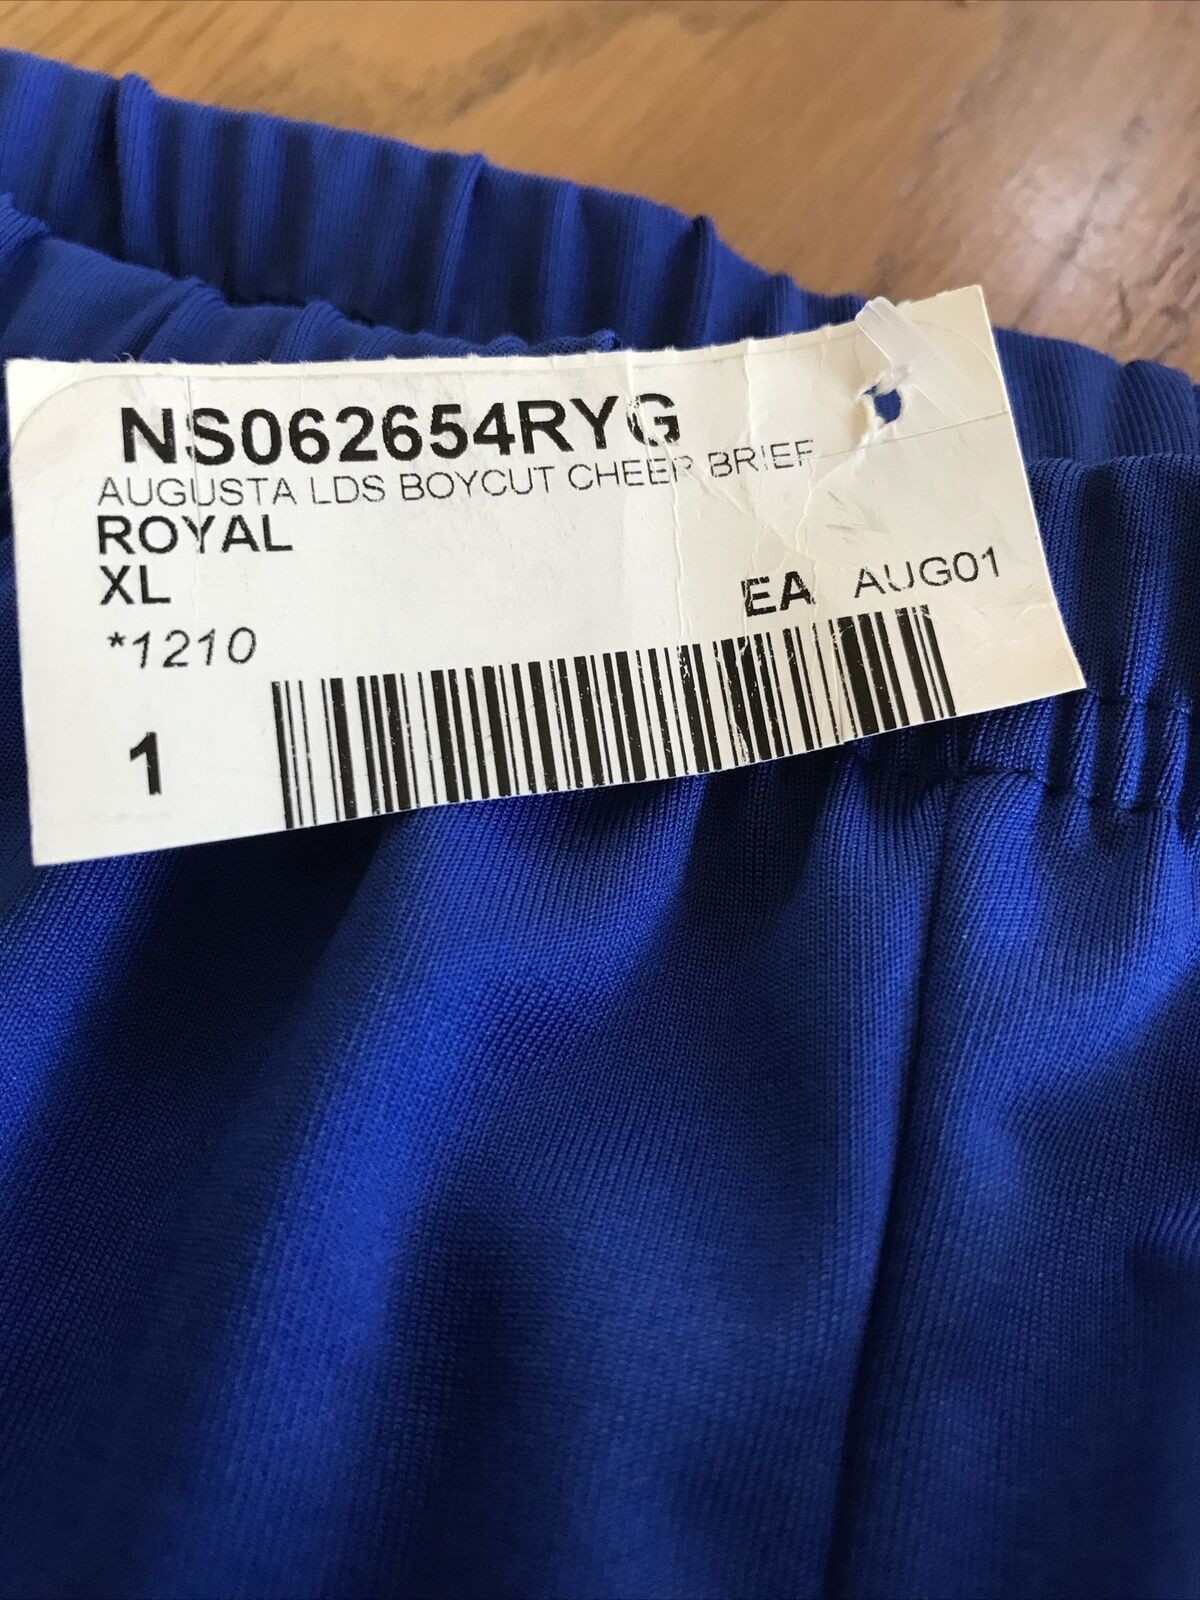 NS062654RYG
AUGUSTA LDS BOYCUT CHEER BRIEF
ROYAL
XL
EA AUG01
*1210
1